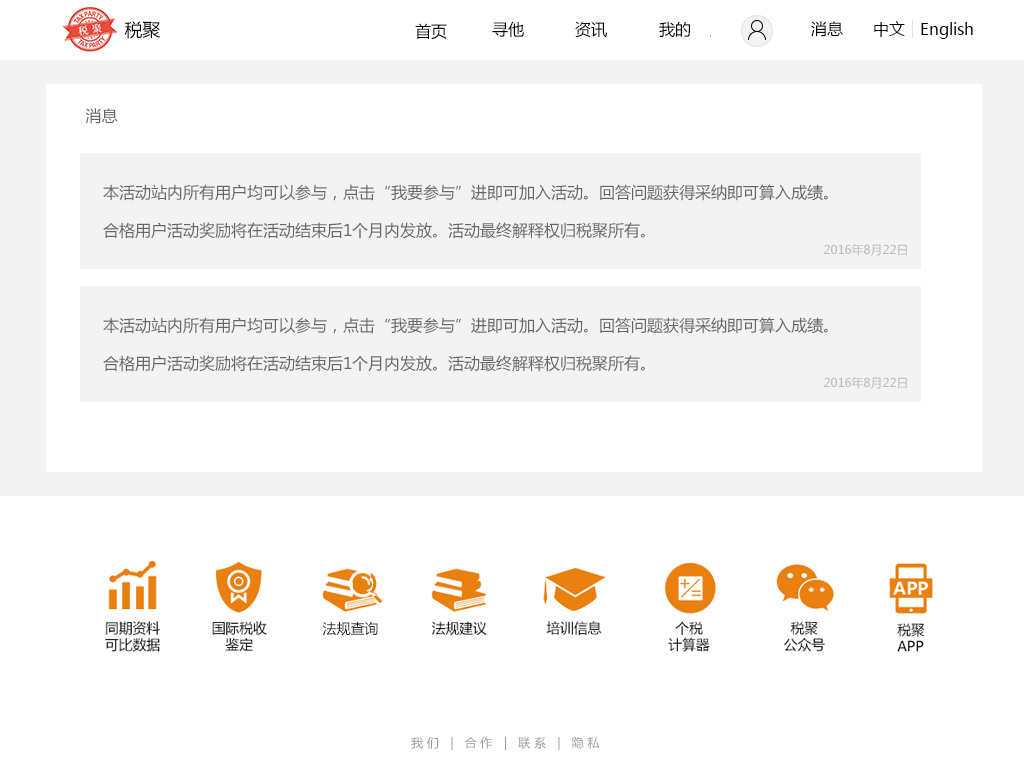 TAX PARTY
税聚
TAX PARTY
税聚 首页 寻他 资讯 我的 消息 中文 | English
消息
本活动站内所有用户均可以参与，点击“我要参与”进即可加入活动。回答问题获得采纳即可算入成绩。
合格用户活动奖励将在活动结束后1个月内发放。活动最终解释权归税聚所有。
2016年8月22日
本活动站内所有用户均可以参与，点击“我要参与”进即可加入活动。回答问题获得采纳即可算入成绩。
合格用户活动奖励将在活动结束后1个月内发放。活动最终解释权归税聚所有。
2016年8月22日
APP
同期资料
可比数据
国际税收
鉴定
法规查询
法规建议
培训信息
个税
计算器
税聚
公众号
税聚
APP
我们 | 合作 | 联系 | 隐私